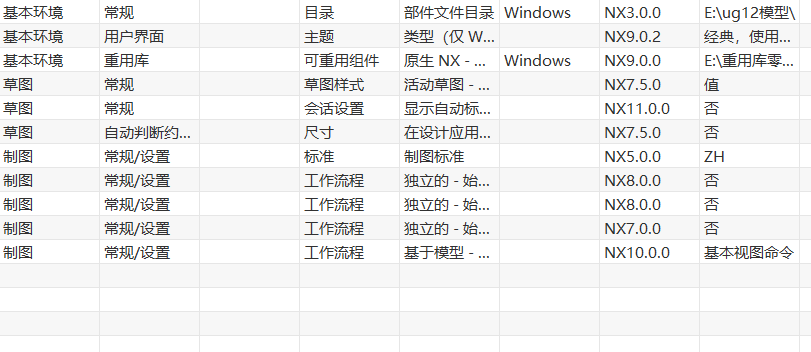 基本环境 常规 目录 部件文件目录 Windows NX3.0.0 E:\ug12模型\
基本环境 用户界面 主题 类型（仅 W... NX9.0.2 经典，使用...
基本环境 重用库 可重用组件 原生 NX - ... Windows NX9.0.0 E:\重用库零...
草图 常规 草图样式 活动草图 - ... NX7.5.0 值
草图 常规 会话设置 显示自动标... NX11.0.0 否
草图 自动判断约... 尺寸 在设计应用... NX7.5.0 否
制图 常规/设置 标准 制图标准 NX5.0.0 ZH
制图 常规/设置 工作流程 独立的 - 始... NX8.0.0 否
制图 常规/设置 工作流程 独立的 - 始... NX8.0.0 否
制图 常规/设置 工作流程 独立的 - 始... NX7.0.0 否
制图 常规/设置 工作流程 基于模型 - ... NX10.0.0 基本视图命令